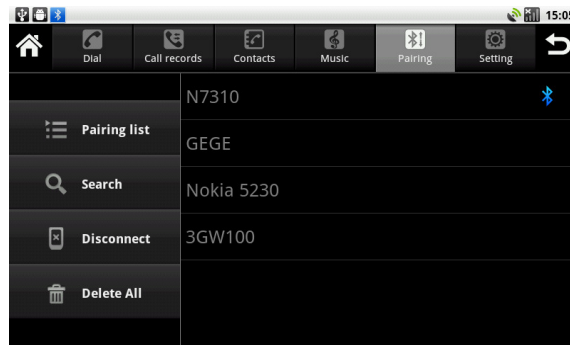 15:05
Dial Call records Contacts Music Pairing Setting
Pairing list
Search
Disconnect
Delete All
N7310
GEGE
Nokia 5230
3GW100